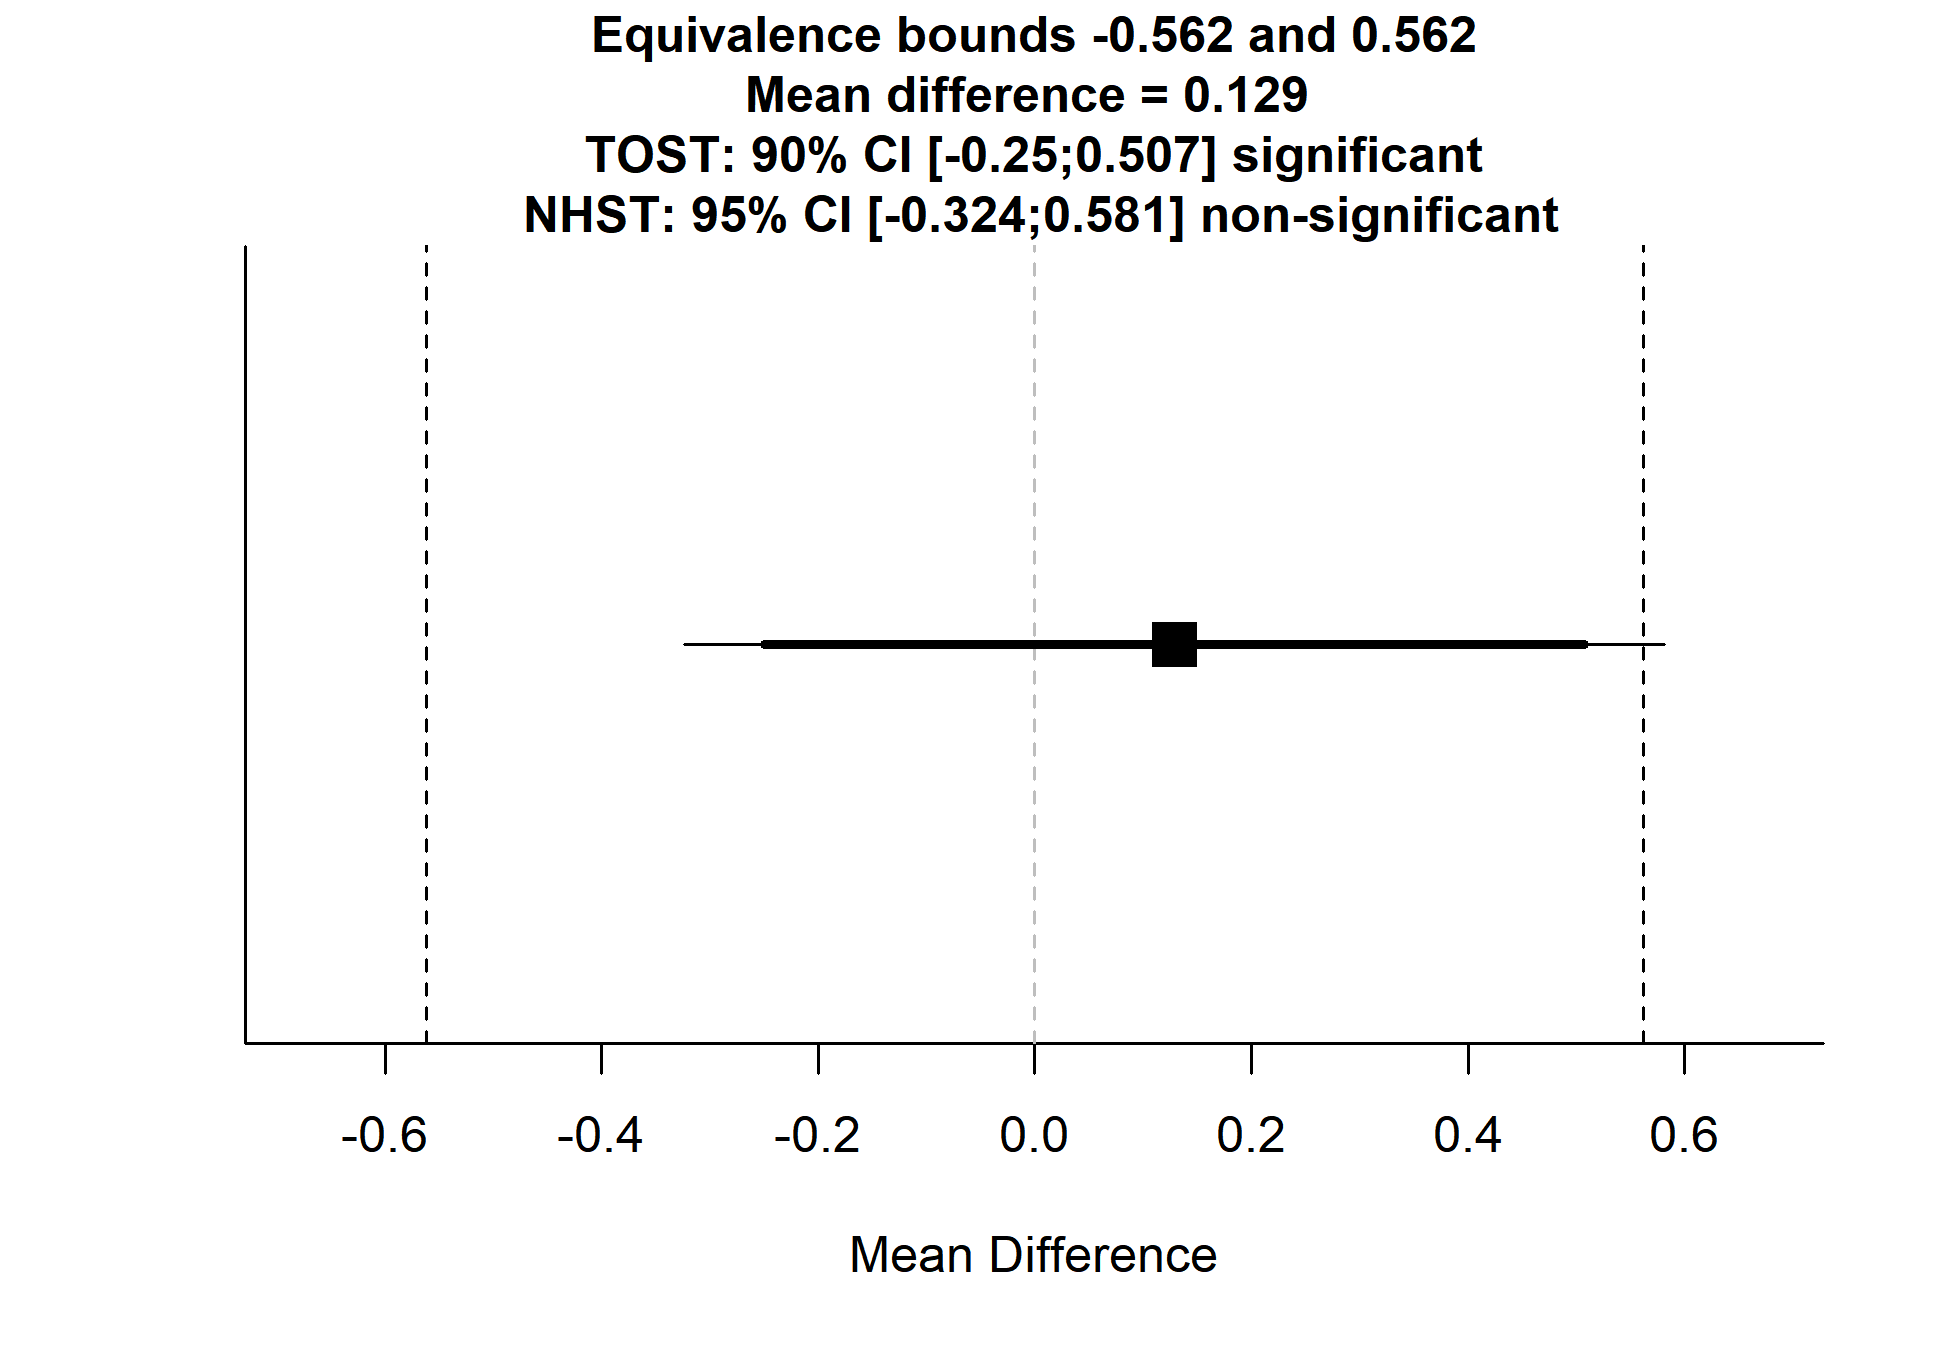 Equivalence bounds -0.562 and 0.562
Mean difference = 0.129
TOST: 90% CI [-0.25;0.507] significant
NHST: 95% CI [-0.324;0.581] non-significant
-0.6 -0.4 -0.2 0.0 0.2 0.4 0.6
Mean Difference